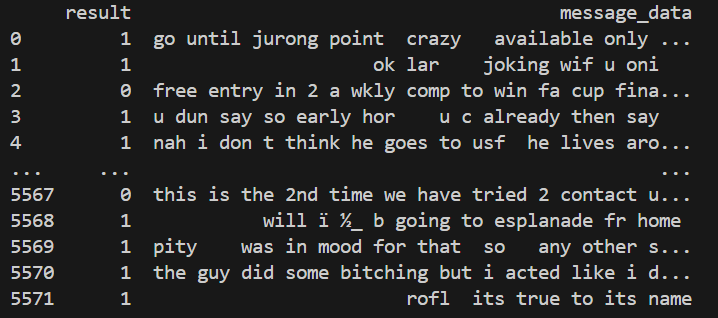 result message_data
0 1 go until jurong point crazy available only ...
1 1 ok lar joking wif u oni
2 0 free entry in 2 a wkly comp to win fa cup fina...
3 1 u dun say so early hor u c already then say
4 1 nah i don t think he goes to usf he lives aro...
... ... ...
5567 0 this is the 2nd time we have tried 2 contact u...
5568 1 will ï ½_ b going to esplanade fr home
5569 1 pity was in mood for that so any other s...
5570 1 the guy did some bitching but i acted like i d...
5571 1 rofl its true to its name